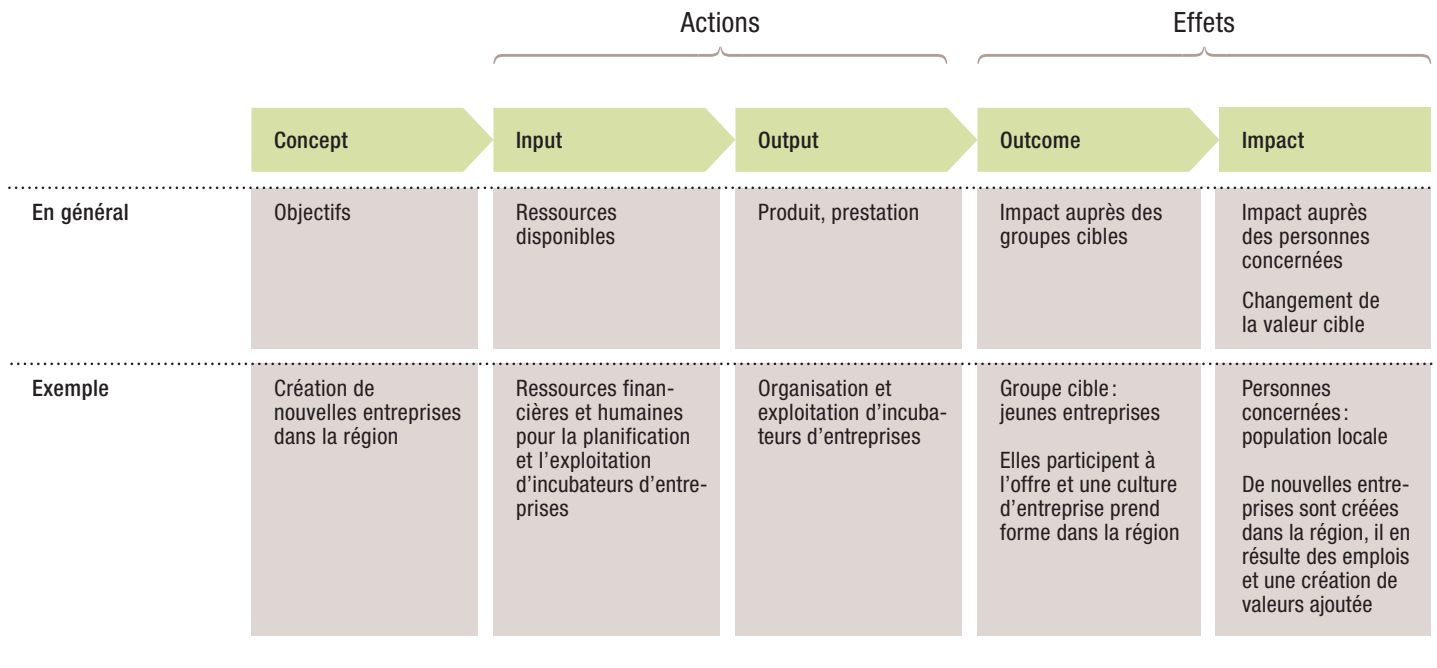 Actions
Effets
Concept
Input
Output
Outcome
Impact
En général
Objectifs
Ressources
disponibles
Produit, prestation
Impact auprès des
groupes cibles
Impact auprès
des personnes
concernées
Changement de
la valeur cible
Exemple
Création de
nouvelles entreprises
dans la région
Ressources finan-
cières et humaines
pour la planification
et l'exploitation
d'incubateurs d'entre-
prises
Organisation et
exploitation d'incuba-
teurs d'entreprises
Groupe cible :
jeunes entreprises
Elles participent à
l'offre et une culture
d'entreprise prend
forme dans la région
Personnes
concernées :
population locale
De nouvelles entre-
prises sont créées
dans la région, il en
résulte des emplois
et une création de
valeurs ajoutée